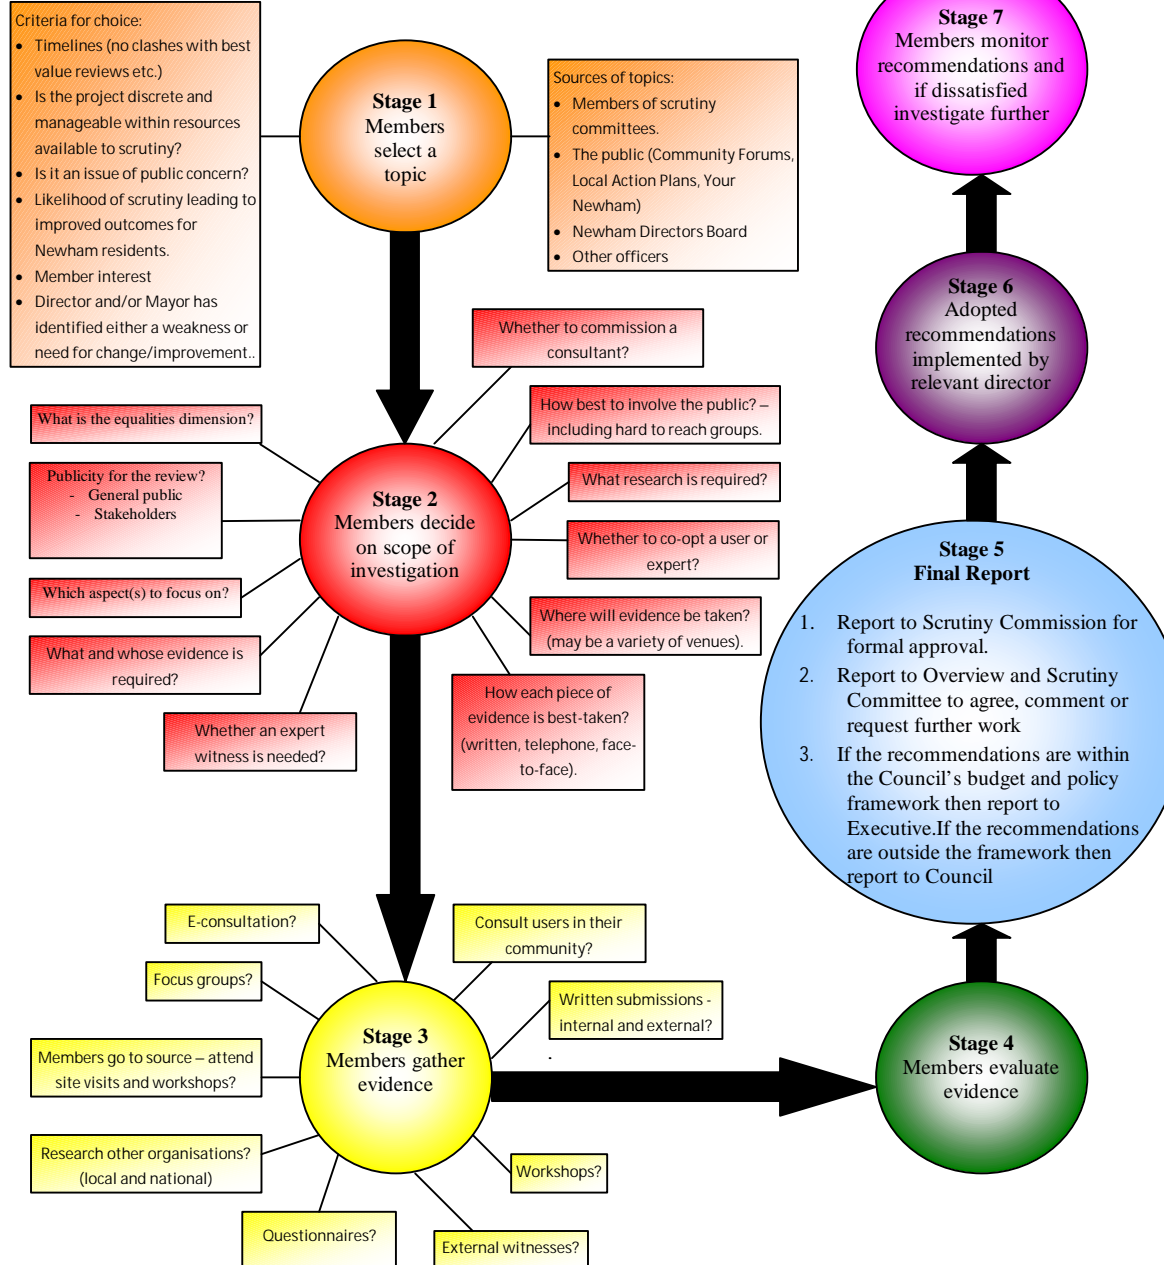 Criteria for choice:
• Timelines (no clashes with best
value reviews etc.)
• Is the project discrete and
manageable within resources
available to scrutiny?
• Is it an issue of public concern?
• Likelihood of scrutiny leading to
improved outcomes for
Newham residents.
• Member interest
• Director and/or Mayor has
identified either a weakness or
need for change/improvement..
Stage 1
Members
select a
topic
Sources of topics:
• Members of scrutiny
committees.
• The public (Community Forums,
Local Action Plans, Your
Newham)
• Newham Directors Board
• Other officers
Whether to commission a
consultant?
How best to involve the public? –
including hard to reach groups.
What research is required?
Whether to co-opt a user or
expert?
Where will evidence be taken?
(may be a variety of venues).
How each piece of
evidence is best-taken?
(written, telephone, face-
to-face).
What is the equalities dimension?
Publicity for the review?
- General public
- Stakeholders
Which aspect(s) to focus on?
What and whose evidence is
required?
Whether an expert
witness is needed?
Stage 2
Members decide
on scope of
investigation
E-consultation?
Focus groups?
Members go to source – attend
site visits and workshops?
Research other organisations?
(local and national)
Questionnaires?
Stage 3
Members gather
evidence
Consult users in their
community?
Written submissions -
internal and external?
.
Workshops?
External witnesses?
Stage 4
Members evaluate
evidence
Stage 5
Final Report
1. Report to Scrutiny Commission for
formal approval.
2. Report to Overview and Scrutiny
Committee to agree, comment or
request further work
3. If the recommendations are within
the Council’s budget and policy
framework then report to
Executive.If the recommendations
are outside the framework then
report to Council
Stage 6
Adopted
recommendations
implemented by
relevant director
Stage 7
Members monitor
recommendations and
if dissatisfied
investigate further